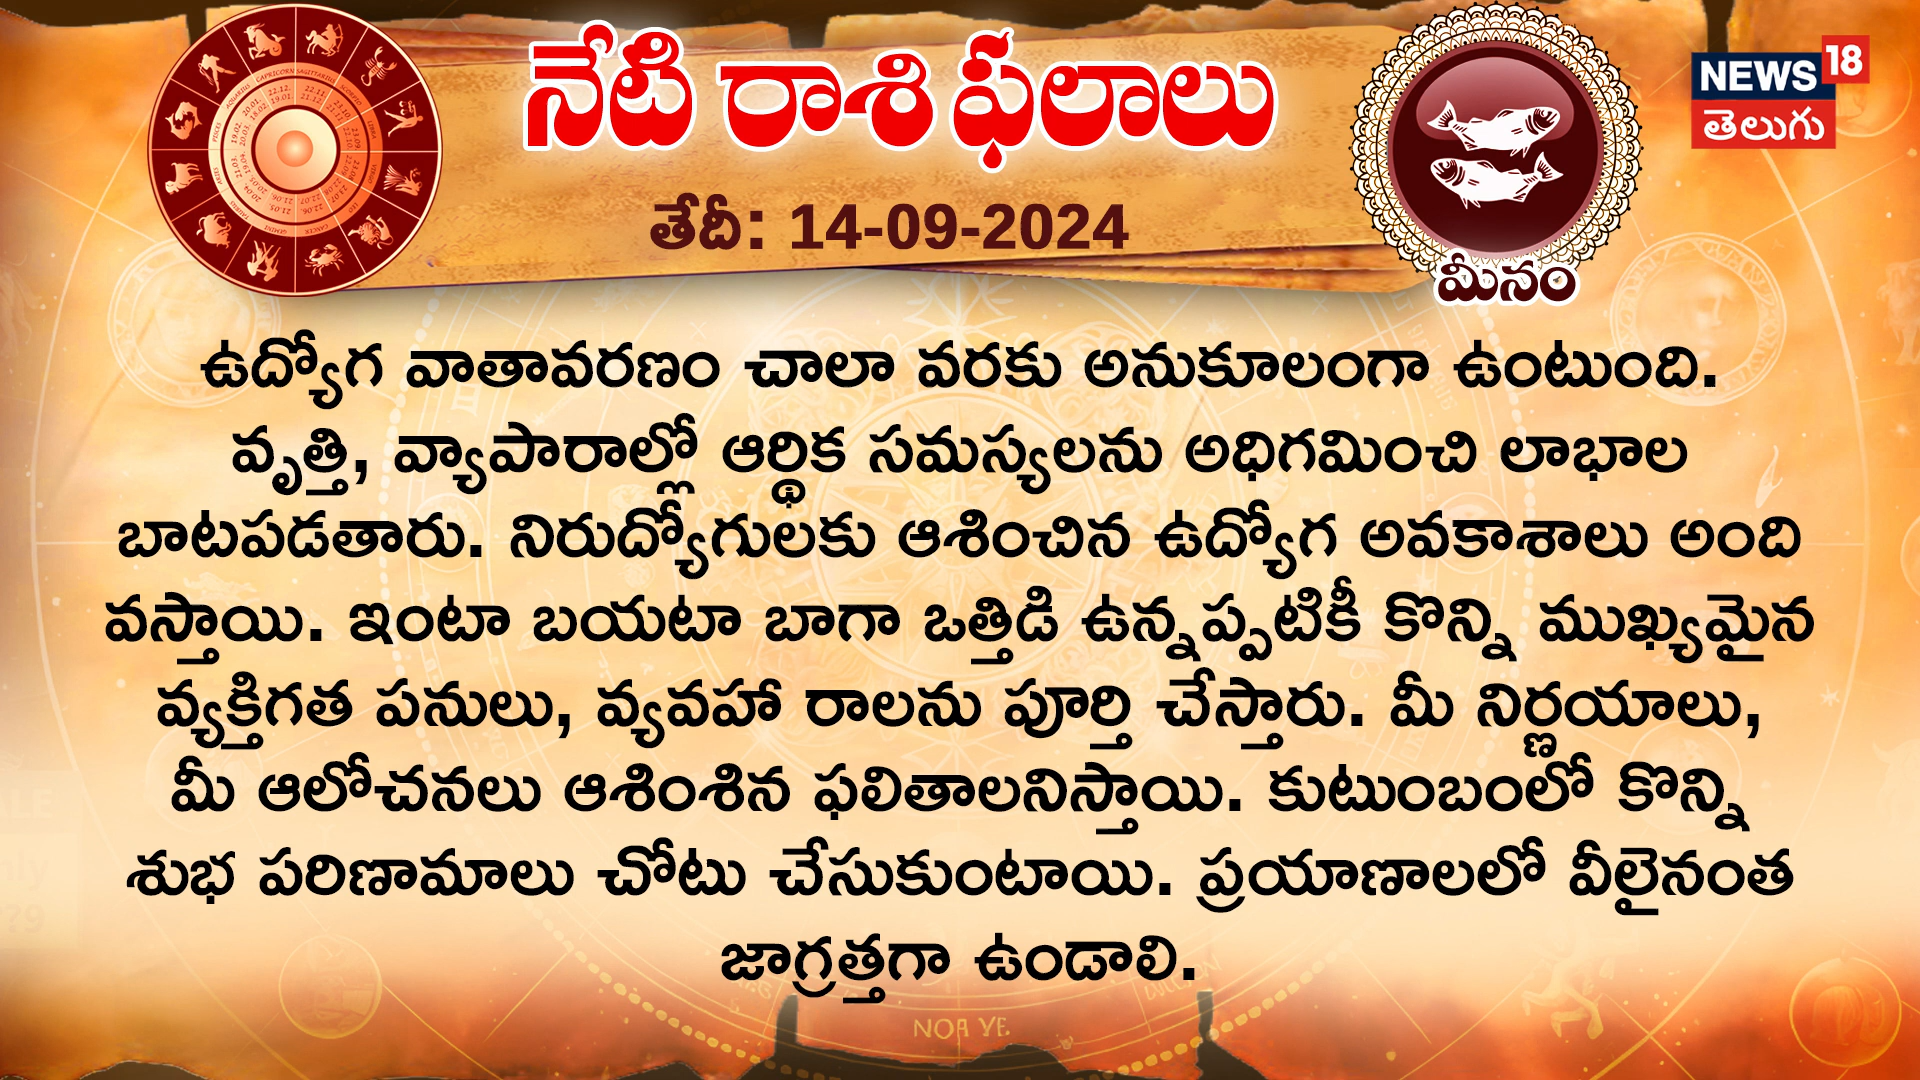 నేటి రాశి ఫలాలు
NEWS 18
తెలుగు
తేదీ: 14-09-2024
మీనం
ఉద్యోగ వాతావరణం చాలా వరకు అనుకూలంగా ఉంటుంది.
వృత్తి, వ్యాపారాల్లో ఆర్థిక సమస్యలను అధిగమించి లాభాల
బాటపడతారు. నిరుద్యోగులకు ఆశించిన ఉద్యోగ అవకాశాలు అంది
వస్తాయి. ఇంటా బయటా బాగా ఒత్తిడి ఉన్నప్పటికీ కొన్ని ముఖ్యమైన
వ్యక్తిగత పనులు, వ్యవహా రాలను పూర్తి చేస్తారు. మీ నిర్ణయాలు,
మీ ఆలోచనలు ఆశింశిన ఫలితాలనిస్తాయి. కుటుంబంలో కొన్ని
శుభ పరిణామాలు చోటు చేసుకుంటాయి. ప్రయాణాలలో వీలైనంత
జాగ్రత్తగా ఉండాలి.